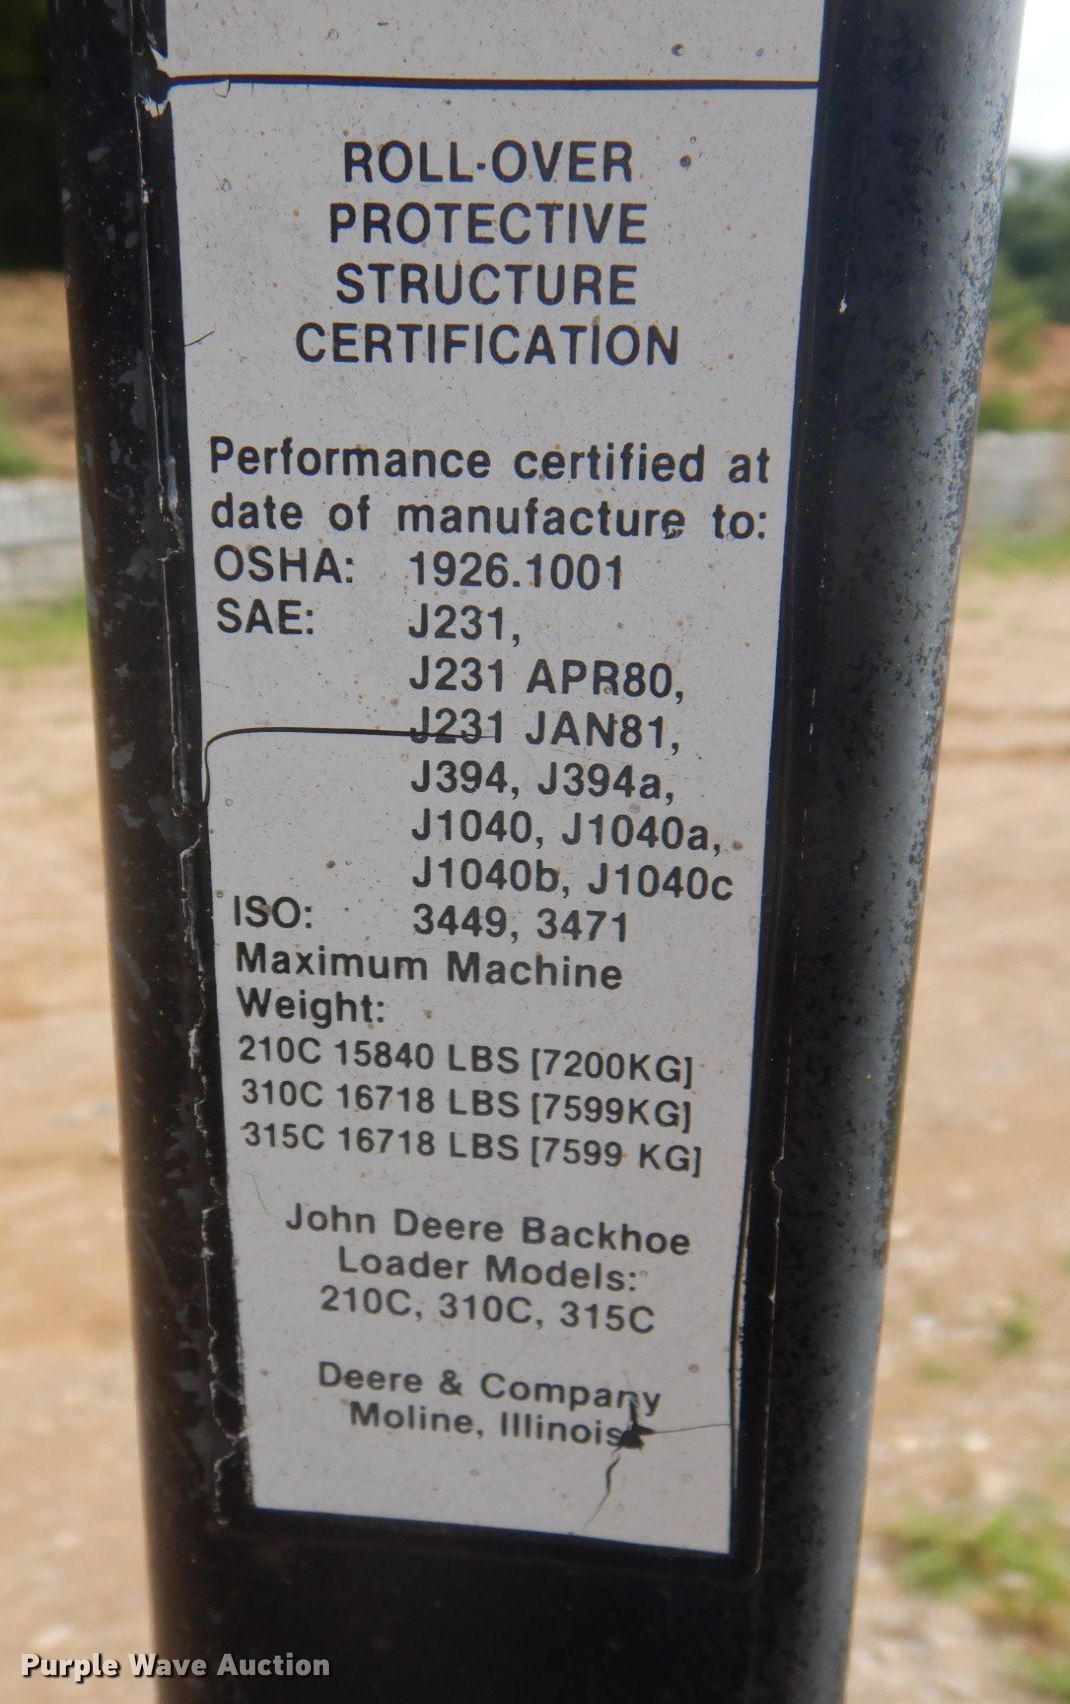 ROLL-OVER
PROTECTIVE
STRUCTURE
CERTIFICATION
Performance certified at
date of manufacture to:
OSHA: 1926.1001
SAE: J231,
J231 APR80,
J231 JAN81,
J394, J394a,
J1040, J1040a,
J1040b, J1040c
ISO: 3449, 3471
Maximum Machine
Weight:
210C 15840 LBS [7200KG]
310C 16718 LBS [7599KG]
315C 16718 LBS [7599 KG]
John Deere Backhoe
Loader Models:
210C, 310C, 315C
Deere & Company
Moline, Illinois
Purple Wave Auction